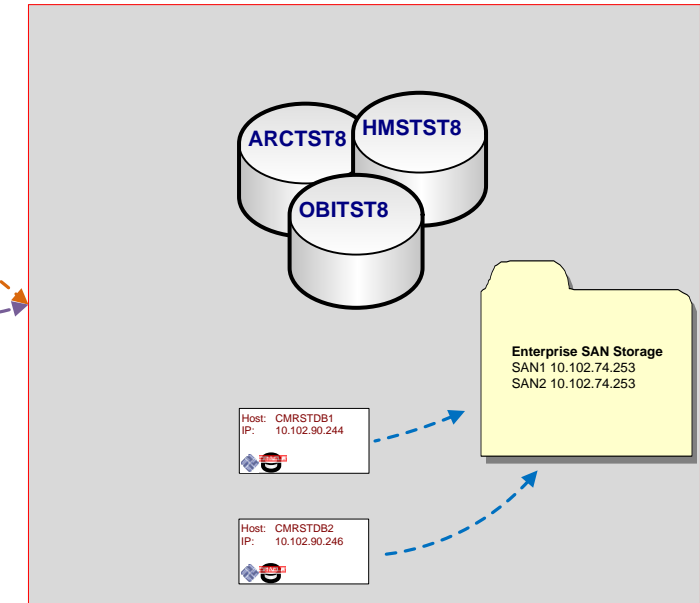 ARCTST8
HMSTST8
OBITST8
Enterprise SAN Storage
SAN1 10.102.74.253
SAN2 10.102.74.253
Host: CMRSTDB1
IP: 10.102.90.244
Host: CMRSTDB2
IP: 10.102.90.246